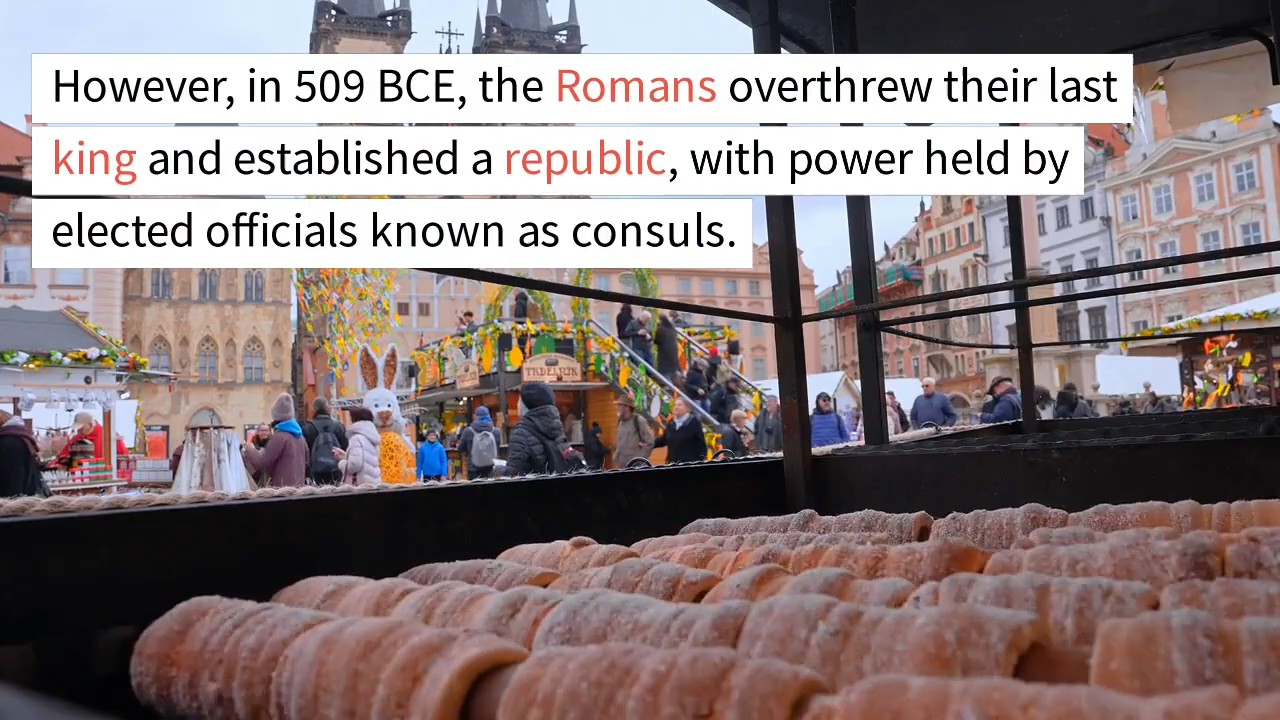 However, in 509 BCE, the Romans overthrew their last
king and established a republic, with power held by
elected officials known as consuls.
TRDELNIK